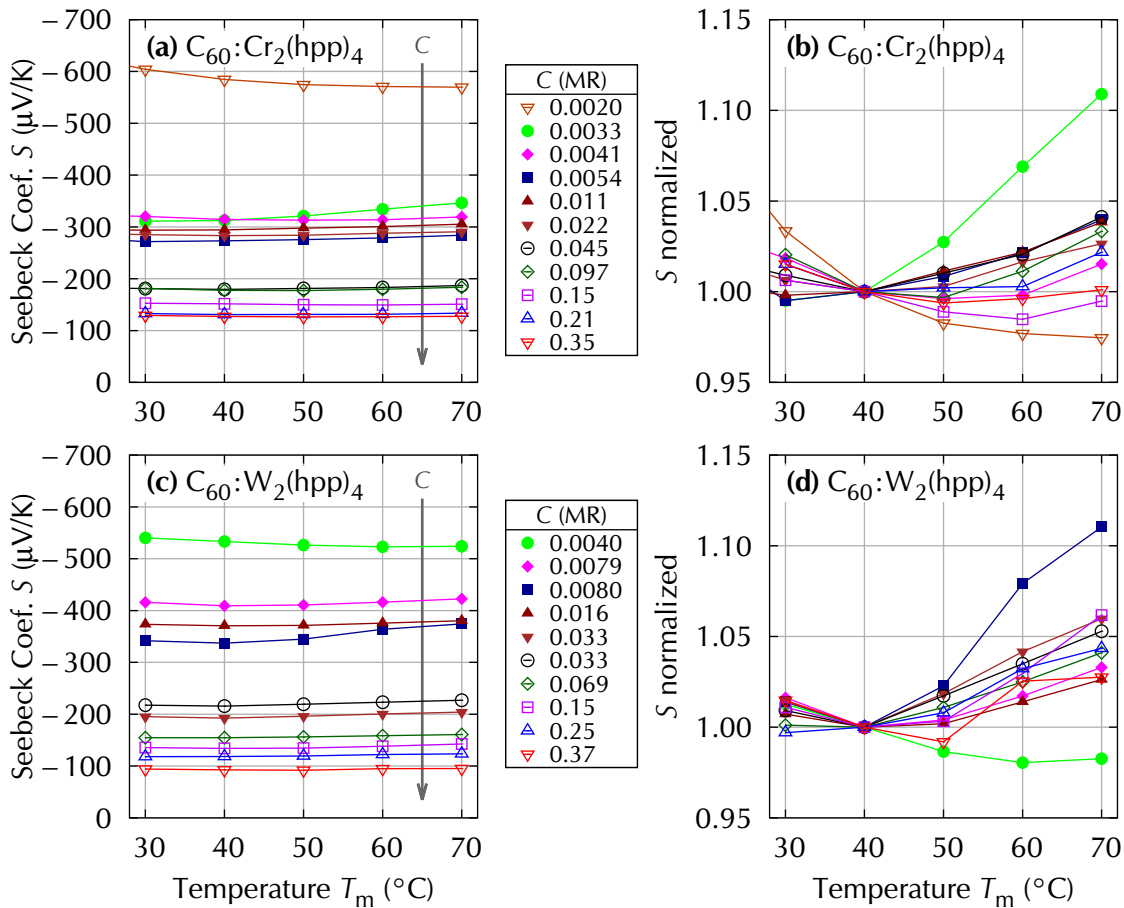 (a) C60:Cr2(hpp)4
C
Seebeck Coef. S (µV/K)
−700
−600
−500
−400
−300
−200
−100
0
30 40 50 60 70
C (MR)
0.0020
0.0033
0.0041
0.0054
0.011
0.022
0.045
0.097
0.15
0.21
0.35
(b) C60:Cr2(hpp)4
S normalized
1.15
1.10
1.05
1.00
0.95
30 40 50 60 70
(c) C60:W2(hpp)4
C
Seebeck Coef. S (µV/K)
−700
−600
−500
−400
−300
−200
−100
0
30 40 50 60 70
Temperature Tm (°C)
C (MR)
0.0040
0.0079
0.0080
0.016
0.033
0.033
0.069
0.15
0.25
0.37
(d) C60:W2(hpp)4
S normalized
1.15
1.10
1.05
1.00
0.95
30 40 50 60 70
Temperature Tm (°C)